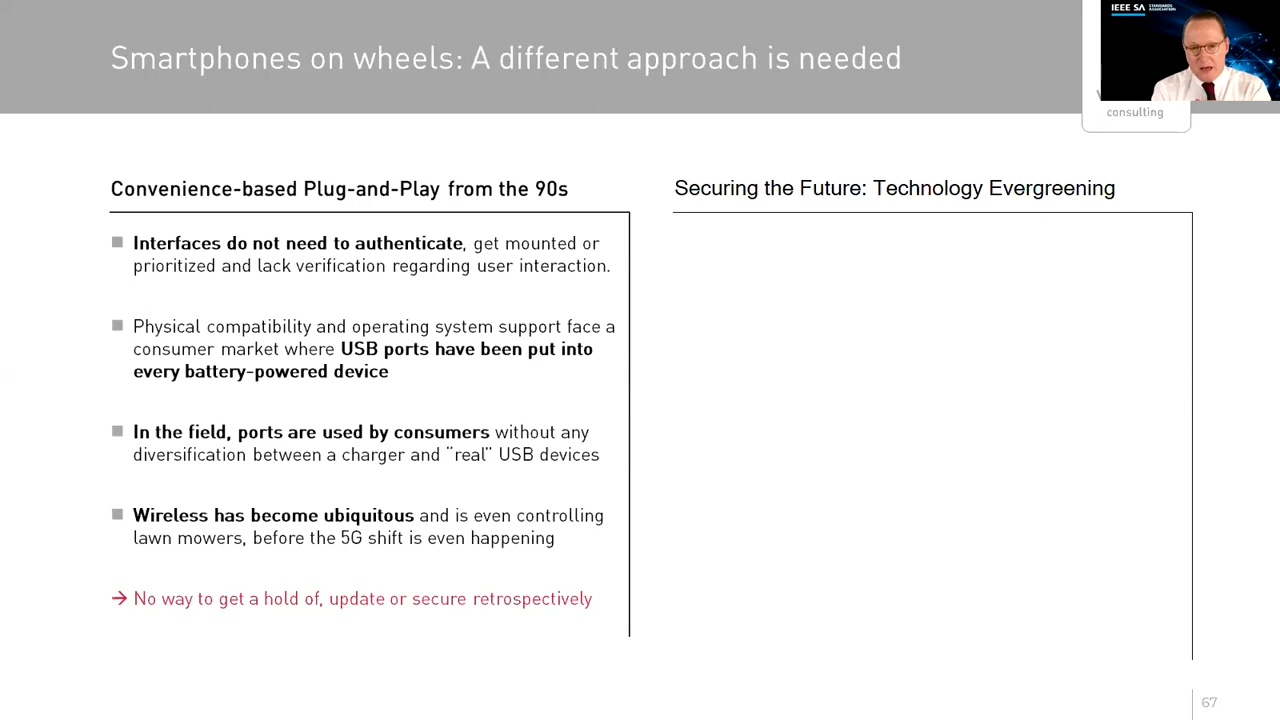 Smartphones on wheels: A different approach is needed
IEEE SA STANDARDS ASSOCIATION
consulting
Convenience-based Plug-and-Play from the 90s
Interfaces do not need to authenticate, get mounted or
prioritized and lack verification regarding user interaction.
Physical compatibility and operating system support face a
consumer market where USB ports have been put into
every battery-powered device
In the field, ports are used by consumers without any
diversification between a charger and “real” USB devices
Wireless has become ubiquitous and is even controlling
lawn mowers, before the 5G shift is even happening
→ No way to get a hold of, update or secure retrospectively
Securing the Future: Technology Evergreening
67